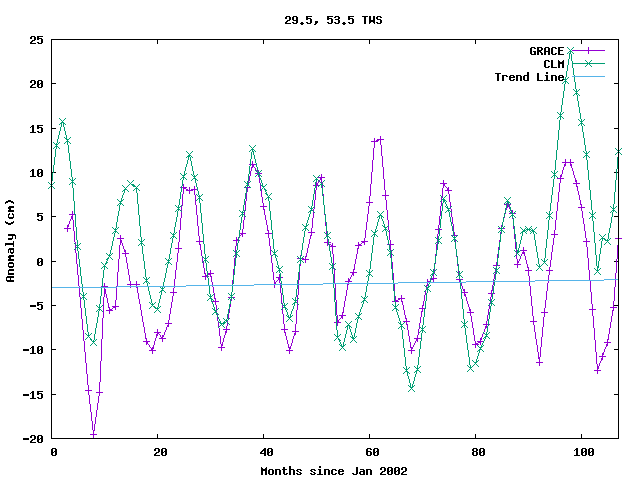 29.5, 53.5 TWS
GRACE
CLM
Trend Line
25
20
15
10
5
0
-5
-10
-15
-20
Anomaly (cm)
0 20 40 60 80 100
Months since Jan 2002